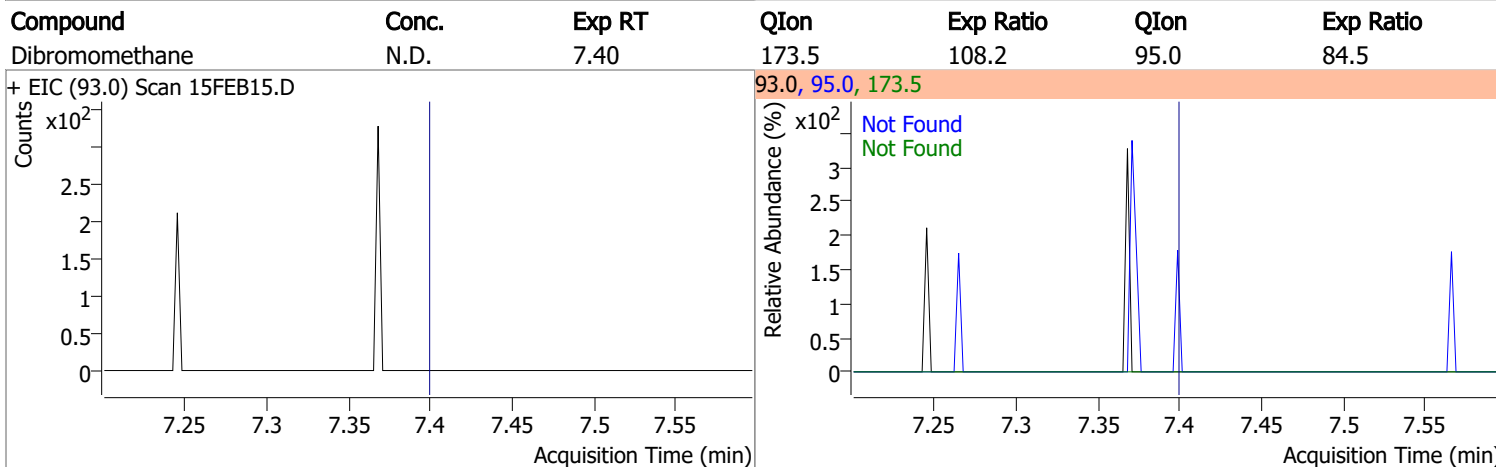 Compound Conc. Exp RT QIon Exp Ratio QIon Exp Ratio
Dibromomethane N.D. 7.40 173.5 108.2 95.0 84.5
+ EIC (93.0) Scan 15FEB15.D
Counts
x10²
2.5
2
1.5
1
0.5
0
7.25 7.3 7.35 7.4 7.45 7.5 7.55
Acquisition Time (min)
93.0, 95.0, 173.5
Relative Abundance (%)
x10²
Not Found
Not Found
3
2.5
2
1.5
1
0.5
0
7.25 7.3 7.35 7.4 7.45 7.5 7.55
Acquisition Time (min)